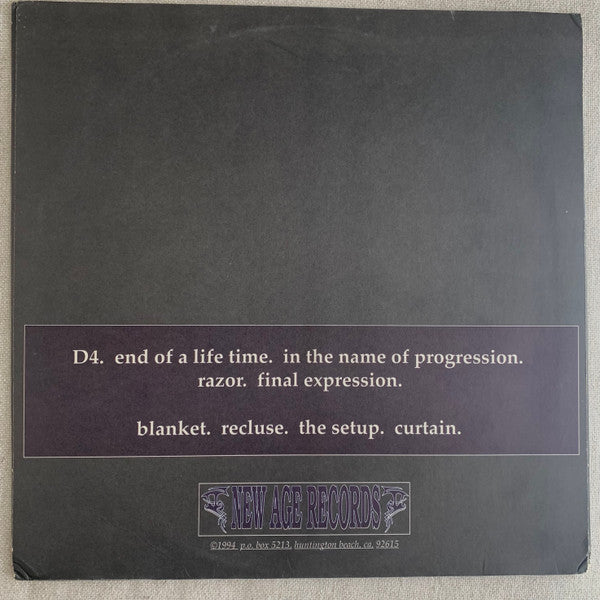 D4. end of a life time. in the name of progression.
razor. final expression.
blanket. recluse. the setup. curtain.
NEW AGE RECORDS
©1994 p.o. box 5213, huntington beach, ca, 92615